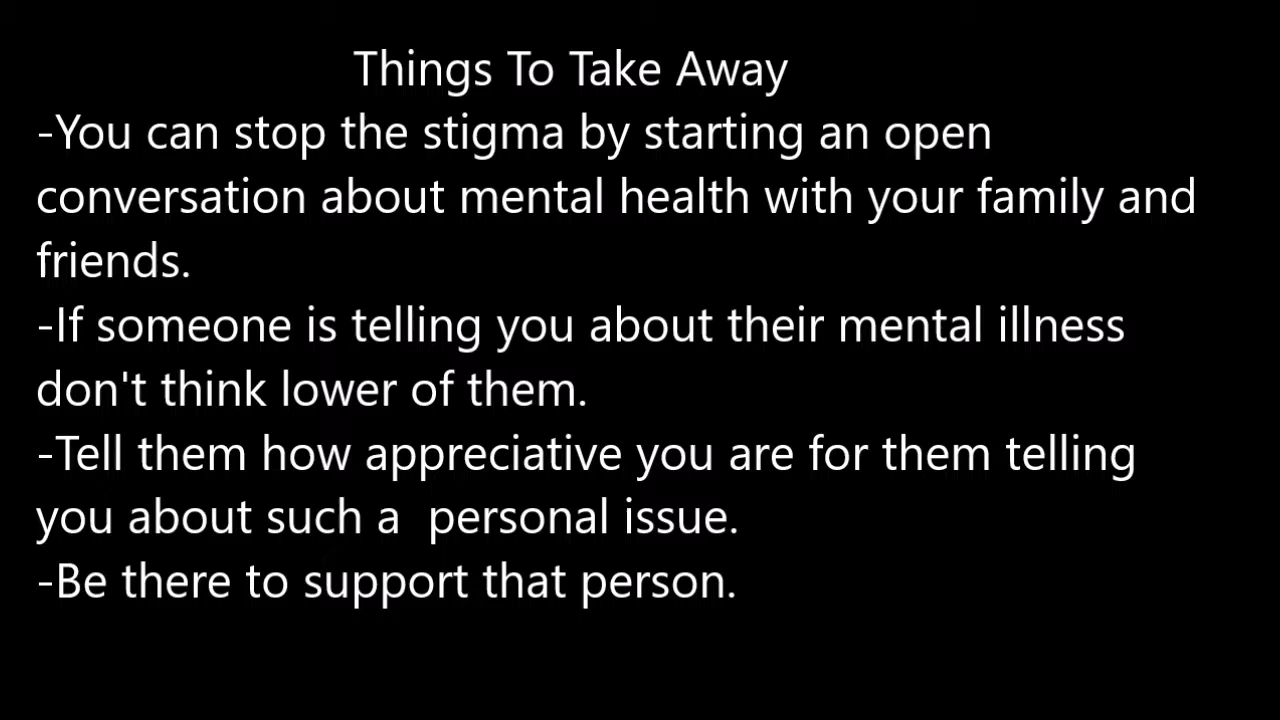 Things To Take Away
-You can stop the stigma by starting an open
conversation about mental health with your family and
friends.
-If someone is telling you about their mental illness
don't think lower of them.
-Tell them how appreciative you are for them telling
you about such a  personal issue.
-Be there to support that person.